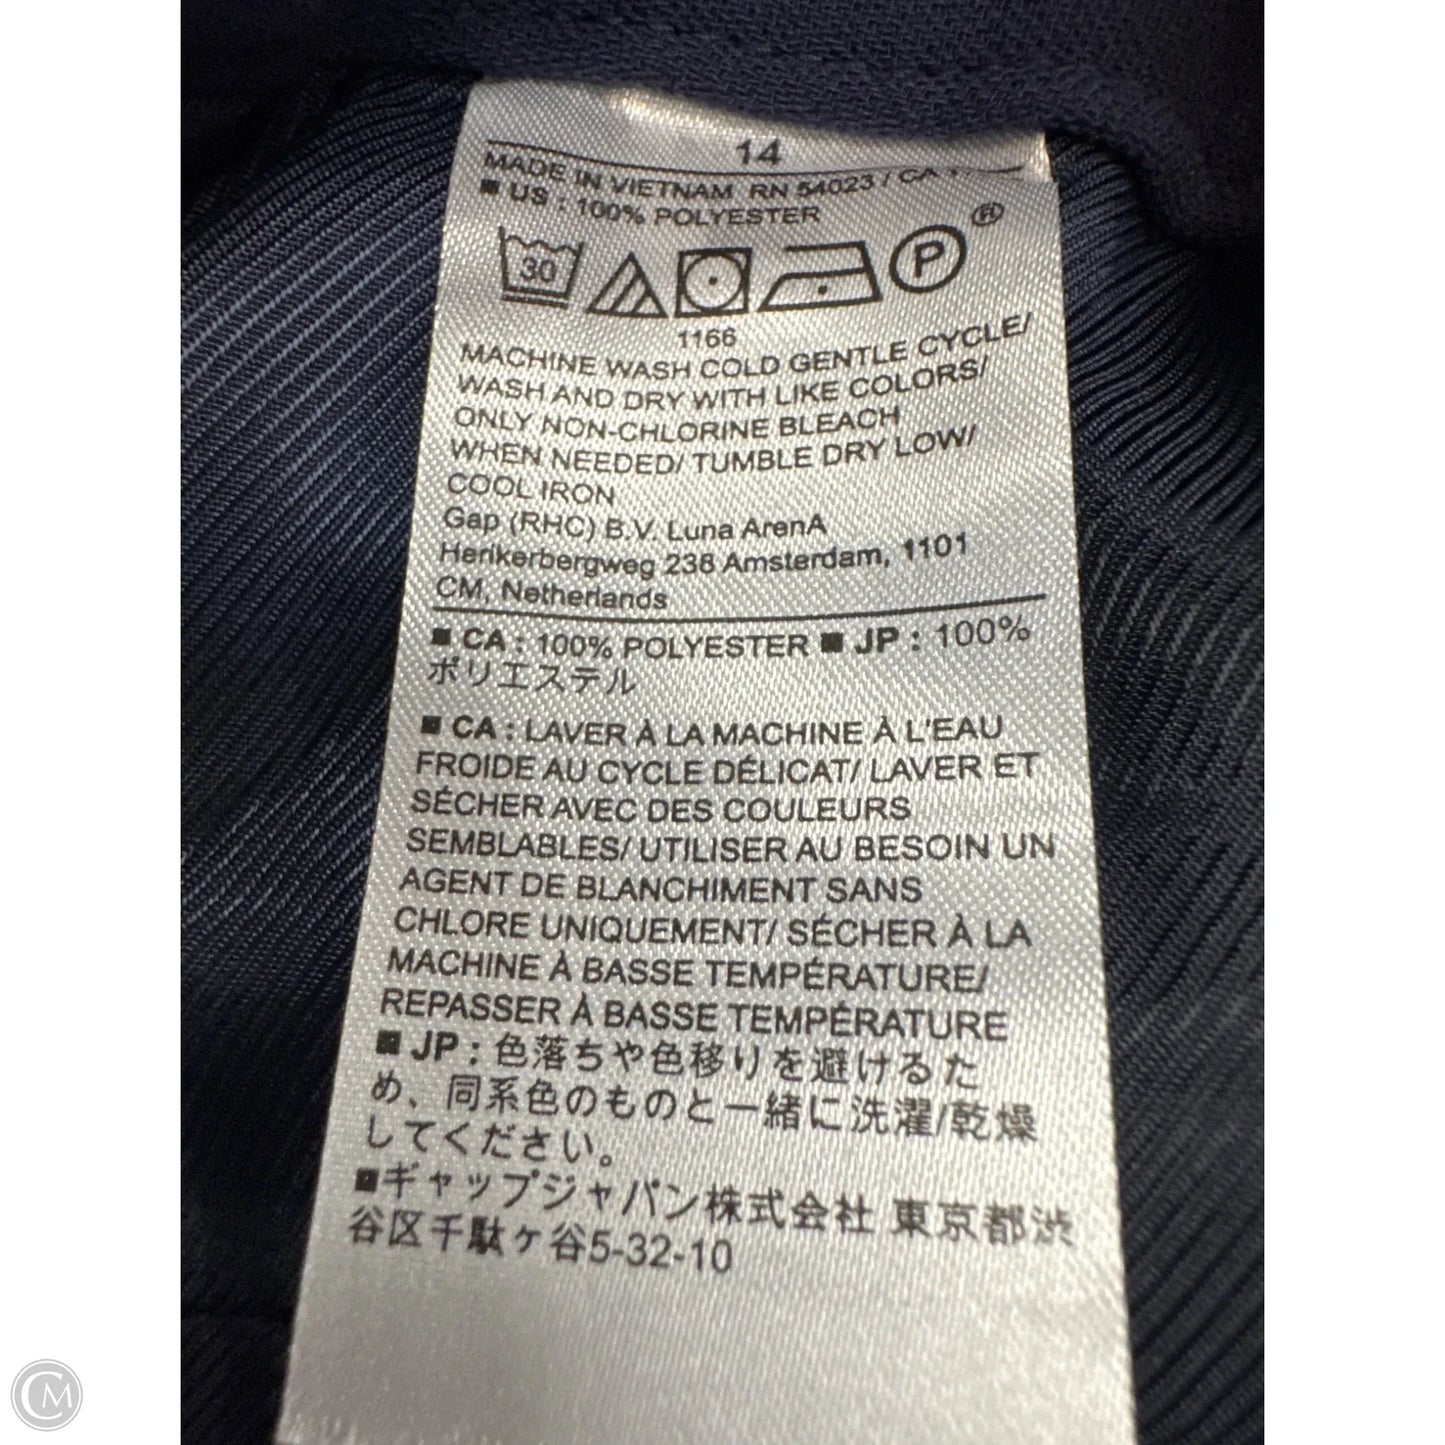 14
MADE IN VIETNAM RN 54023 / CA
■ US : 100% POLYESTER
®
30
P
1166
MACHINE WASH COLD GENTLE CYCLE/
WASH AND DRY WITH LIKE COLORS/
ONLY NON-CHLORINE BLEACH
WHEN NEEDED/ TUMBLE DRY LOW/
COOL IRON
Gap (RHC) B.V. Luna ArenA
Herikerbergweg 238 Amsterdam, 1101
CM, Netherlands
■ CA : 100% POLYESTER ■ JP : 100%
ポリエステル
■ CA : LAVER À LA MACHINE À L'EAU
FROIDE AU CYCLE DÉLICAT/ LAVER ET
SÉCHER AVEC DES COULEURS
SEMBLABLES/ UTILISER AU BESOIN UN
AGENT DE BLANCHIMENT SANS
CHLORE UNIQUEMENT/ SÉCHER À LA
MACHINE À BASSE TEMPÉRATURE/
REPASSER À BASSE TEMPÉRATURE
■ JP : 色落ちや色移りを避けるた
め、同系色のものと一緒に洗濯/乾燥
してください。
■ギャップジャパン株式会社 東京都渋
谷区千駄ヶ谷5-32-10
CM